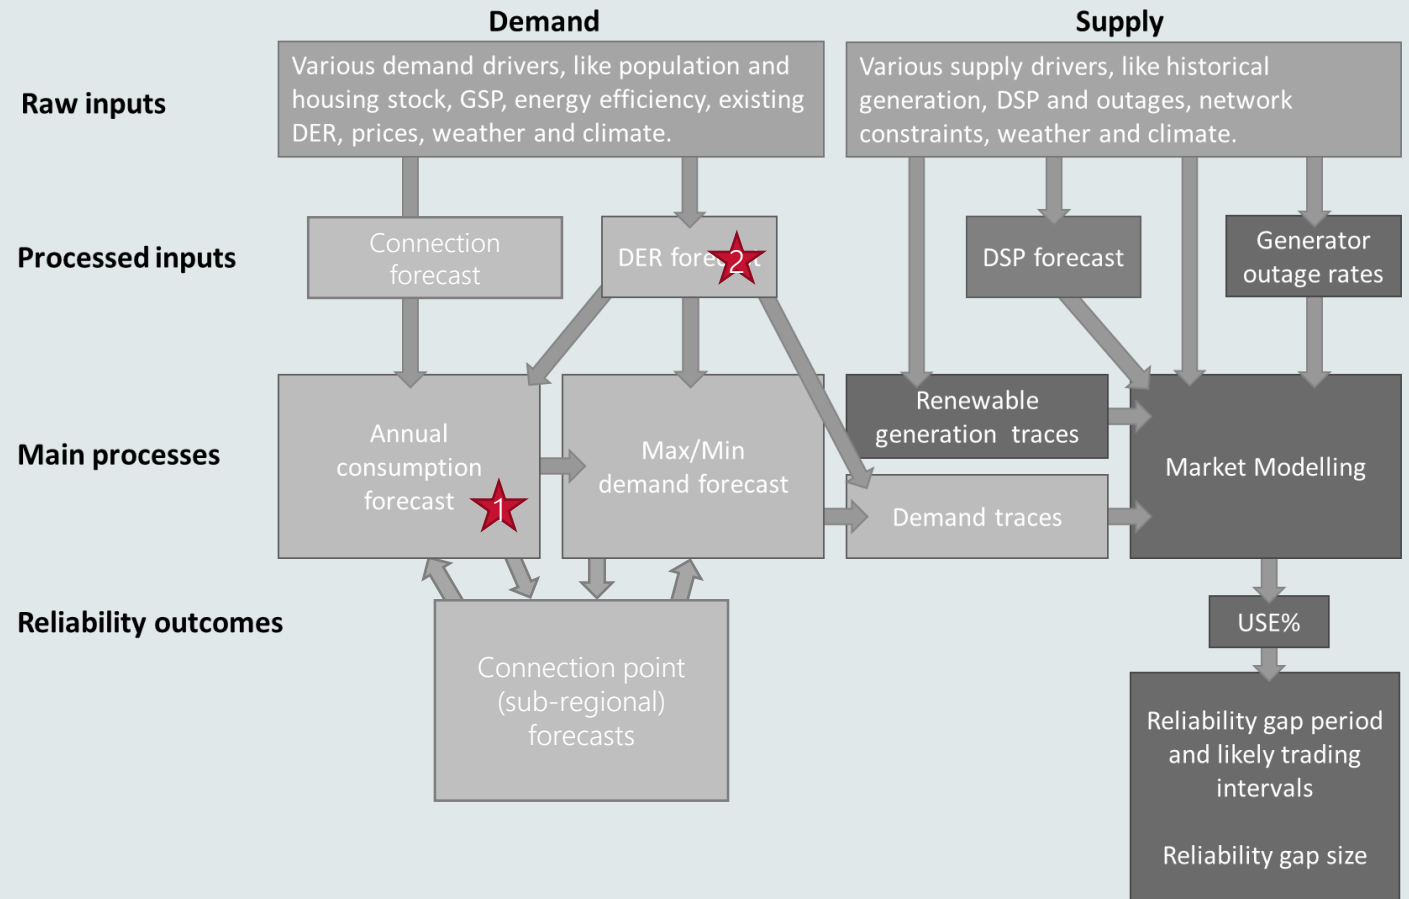 Demand
Supply
Raw inputs
Various demand drivers, like population and
housing stock, GSP, energy efficiency, existing
DER, prices, weather and climate.
Various supply drivers, like historical
generation, DSP and outages, network
constraints, weather and climate.
Processed inputs
Connection
forecast
DER forecast
2
DSP forecast
Generator
outage rates
Main processes
Annual
consumption
forecast
1
Max/Min
demand forecast
Renewable
generation traces
Demand traces
Market Modelling
Reliability outcomes
Connection point
(sub-regional)
forecasts
USE%
Reliability gap period
and likely trading
intervals
Reliability gap size